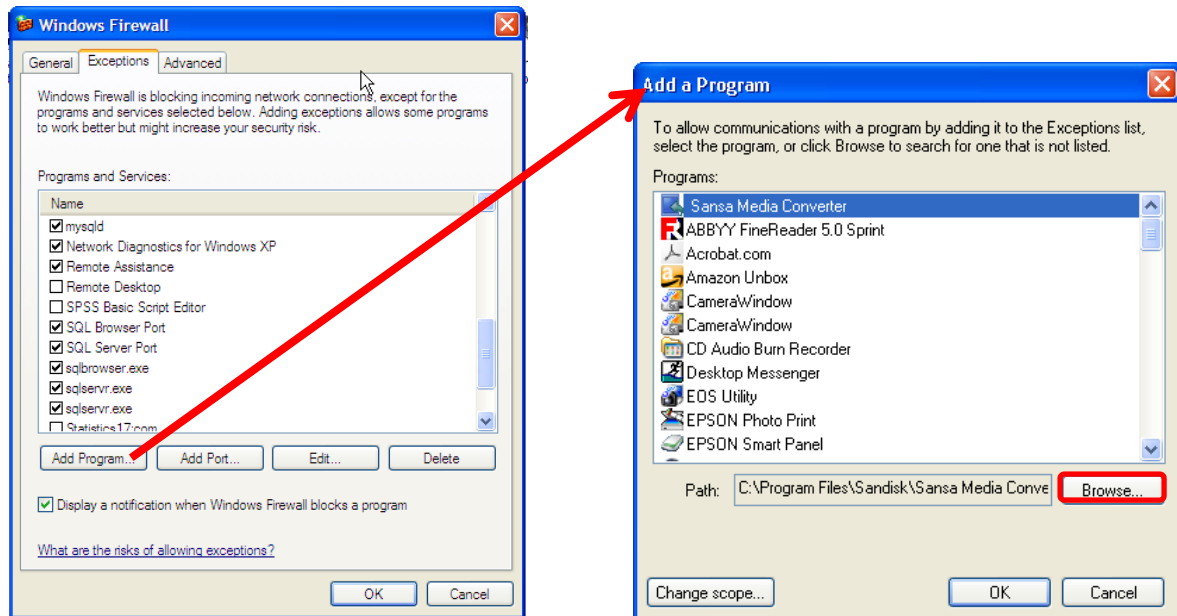 Windows Firewall
General Exceptions Advanced
Windows Firewall is blocking incoming network connections, except for the
programs and services selected below. Adding exceptions allows some programs
to work better but might increase your security risk.
Programs and Services:
Name
mysqld
Network Diagnostics for Windows XP
Remote Assistance
Remote Desktop
SPSS Basic Script Editor
SQL Browser Port
SQL Server Port
sqlbrowser.exe
sqlservr.exe
sqlservr.exe
Statistics17:com
Add Program... Add Port... Edit... Delete
Display a notification when Windows Firewall blocks a program
What are the risks of allowing exceptions?
OK Cancel
Add a Program
To allow communications with a program by adding it to the Exceptions list,
select the program, or click Browse to search for one that is not listed.
Programs:
Sansa Media Converter
ABBYY FineReader 5.0 Sprint
Acrobat.com
Amazon Unbox
CameraWindow
CameraWindow
CD Audio Burn Recorder
Desktop Messenger
EOS Utility
EPSON Photo Print
EPSON Smart Panel
Path: C:\Program Files\Sandisk\Sansa Media Conve Browse...
Change scope... OK Cancel